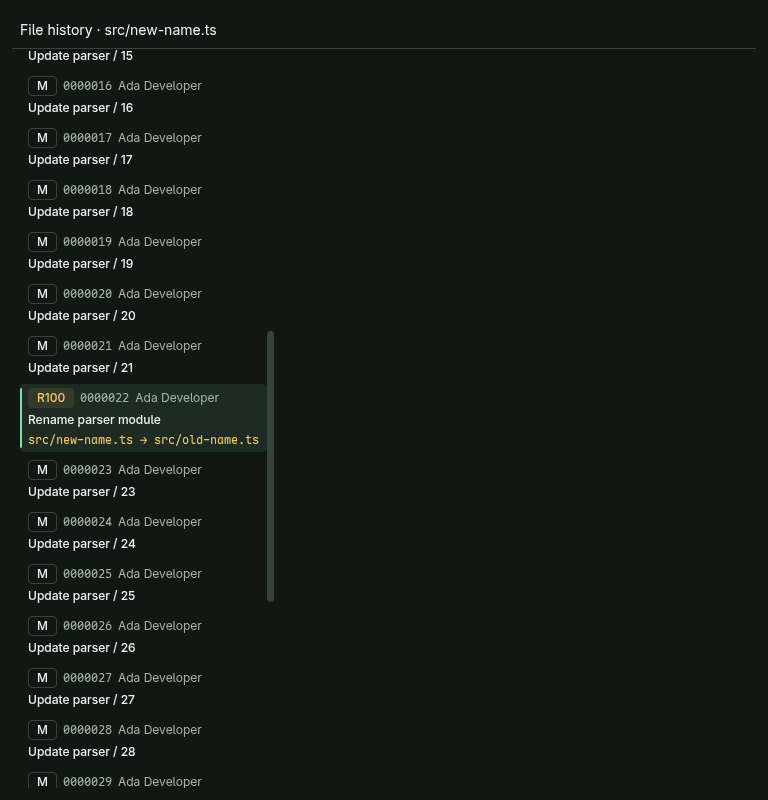 File history · src/new-name.ts
Update parser / 15
M 0000016 Ada Developer
Update parser / 16
M 0000017 Ada Developer
Update parser / 17
M 0000018 Ada Developer
Update parser / 18
M 0000019 Ada Developer
Update parser / 19
M 0000020 Ada Developer
Update parser / 20
M 0000021 Ada Developer
Update parser / 21
R100 0000022 Ada Developer
Rename parser module
src/new-name.ts → src/old-name.ts
M 0000023 Ada Developer
Update parser / 23
M 0000024 Ada Developer
Update parser / 24
M 0000025 Ada Developer
Update parser / 25
M 0000026 Ada Developer
Update parser / 26
M 0000027 Ada Developer
Update parser / 27
M 0000028 Ada Developer
Update parser / 28
M 0000029 Ada Developer